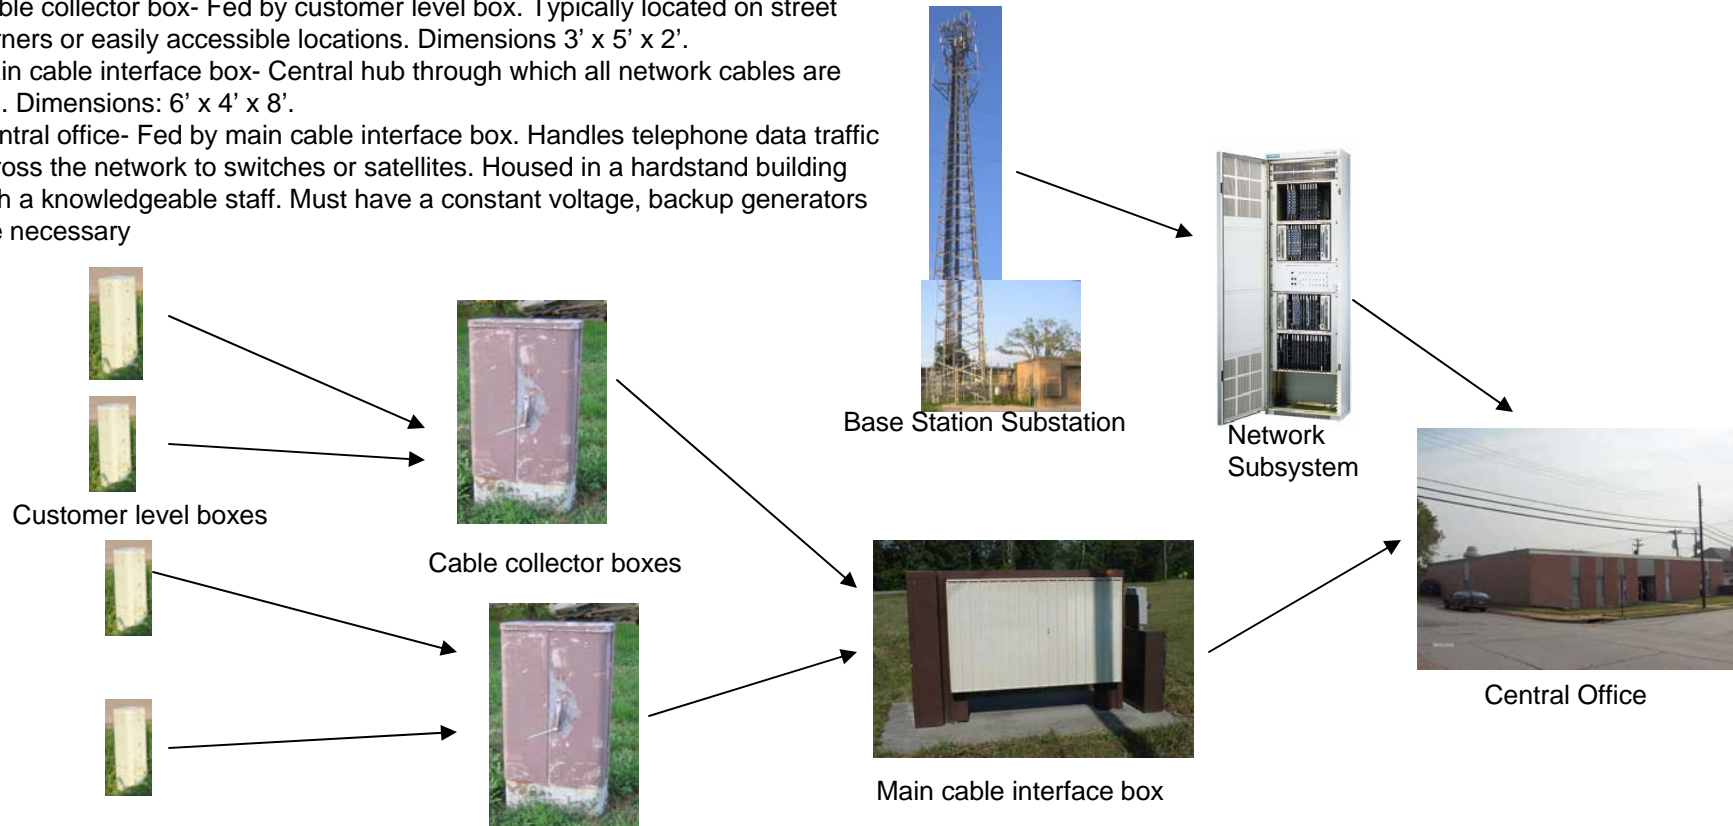 ble collector box- Fed by customer level box. Typically located on street
rners or easily accessible locations. Dimensions 3’ x 5’ x 2’.
in cable interface box- Central hub through which all network cables are
. Dimensions: 6’ x 4’ x 8’.
ntral office- Fed by main cable interface box. Handles telephone data traffic
ross the network to switches or satellites. Housed in a hardstand building
h a knowledgeable staff. Must have a constant voltage, backup generators
e necessary
Base Station Substation
Network
Subsystem
Customer level boxes
Cable collector boxes
Central Office
Main cable interface box